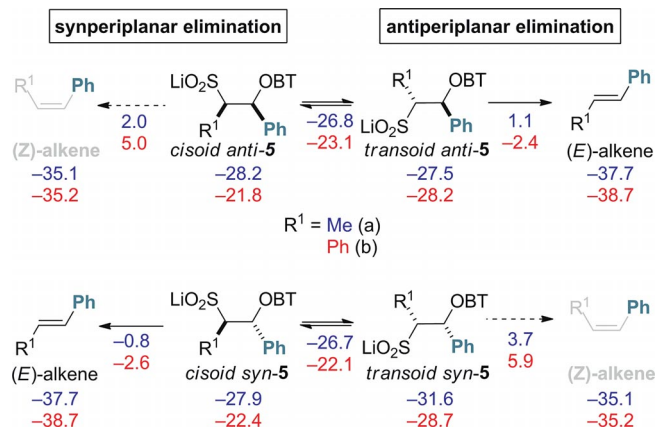 synperiplanar elimination
antiperiplanar elimination
R1 Ph
LiO2S OBT
R1 OBT
Ph
2.0
5.0
R1 Ph
−26.8
−23.1
LiO2S Ph
1.1
−2.4
R1
(Z)-alkene
cisoid anti-5
transoid anti-5
(E)-alkene
−35.1
−35.2
−28.2
−21.8
−27.5
−28.2
−37.7
−38.7
R1 = Me (a)
Ph (b)
Ph
LiO2S OBT
R1 OBT
R1 Ph
R1
−0.8
−2.6
R1 Ph
−26.7
−22.1
LiO2S Ph
3.7
5.9
(E)-alkene
cisoid syn-5
transoid syn-5
(Z)-alkene
−37.7
−38.7
−27.9
−22.4
−31.6
−28.7
−35.1
−35.2